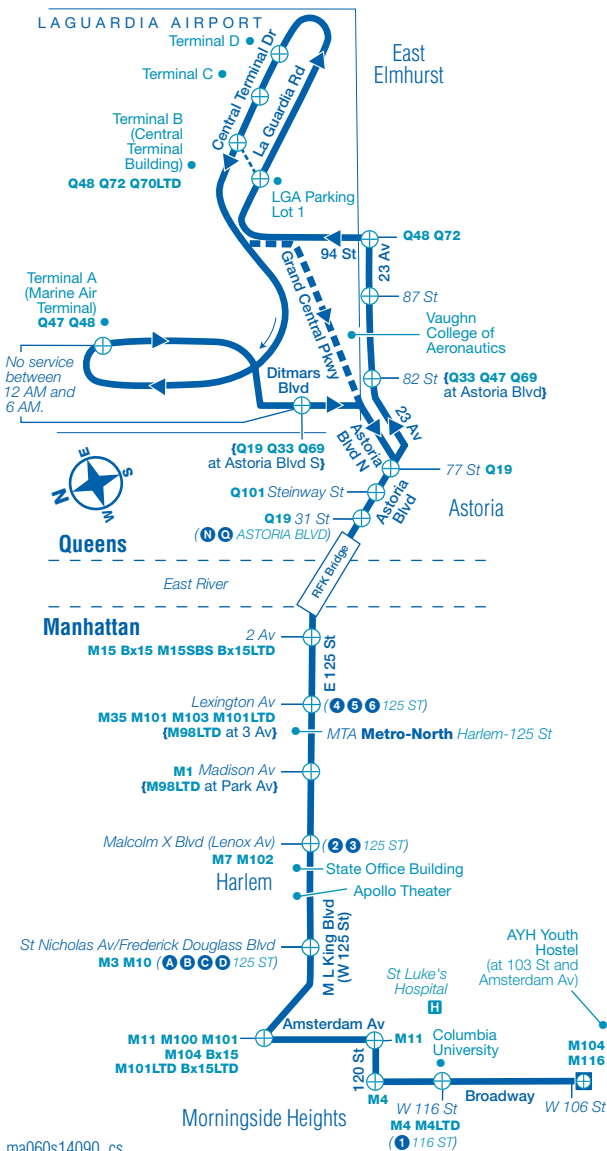 LAGUARDIA AIRPORT
Terminal D
Terminal C
Terminal B
(Central
Terminal
Building)
Q48 Q72 Q70LTD
Central Terminal Dr
La Guardia Rd
LGA Parking
Lot 1
East
Elmhurst
Q48 Q72
94 St
23 Av
87 St
Grand Central Pkwy
Vaughn
College of
Aeronautics
Terminal A
(Marine Air
Terminal)
Q47 Q48
No service
between
12 AM and
6 AM.
Ditmars
Blvd
82 St {Q33 Q47 Q69
at Astoria Blvd}
23 Av
{Q19 Q33 Q69
at Astoria Blvd S}
Astoria
Blvd N
77 St Q19
N
E
S
W
Q101 Steinway St
Astoria
Blvd
Astoria
Q19 31 St
(N Q ASTORIA BLVD)
Queens
RFK Bridge
East River
Manhattan
2 Av
M15 Bx15 M15SBS Bx15LTD
E 125 St
Lexington Av
(4 5 6 125 ST)
M35 M101 M103 M101LTD
{M98LTD at 3 Av}
MTA Metro-North Harlem-125 St
M1 Madison Av
{M98LTD at Park Av}
Malcolm X Blvd (Lenox Av)
(2 3 125 ST)
M7 M102
State Office Building
Harlem
Apollo Theater
M L King Blvd
(W 125 St)
St Nicholas Av/Frederick Douglass Blvd
M3 M10 (A B C D 125 ST)
St Luke's
Hospital
H
AYH Youth
Hostel
(at 103 St and
Amsterdam Av)
Amsterdam Av
M11 M100 M101
M104 Bx15
M101LTD Bx15LTD
M11
Columbia
University
M104
M116
120 St
M4
W 116 St
M4 M4LTD
(1 116 ST)
Broadway
W 106 St
Morningside Heights
ma060s14090_cs